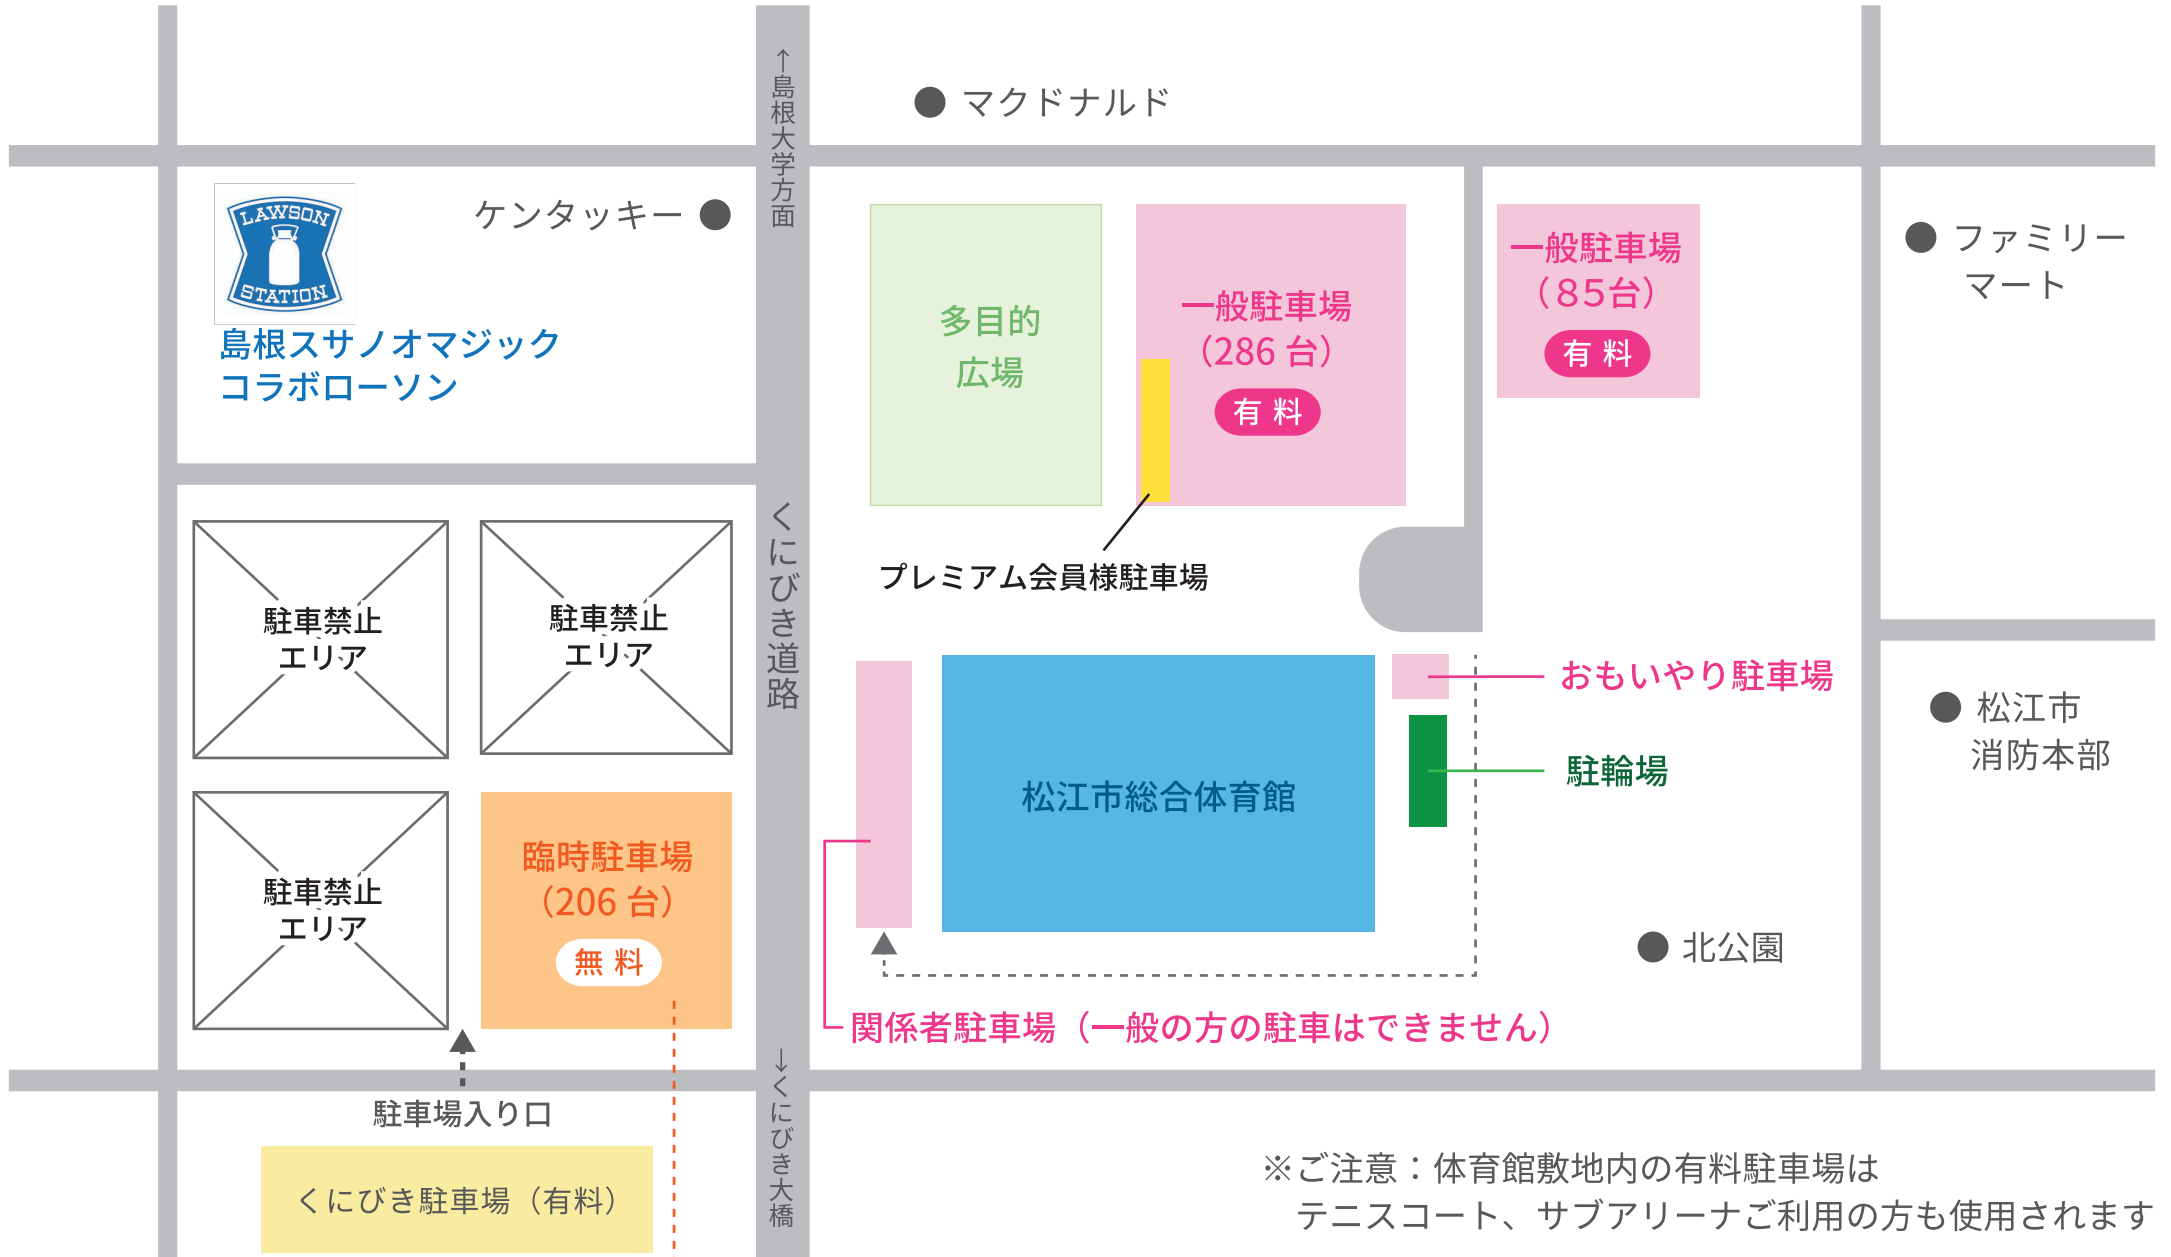 ↑島根大学方面
マクドナルド
LAWSON
STATION
ケンタッキー
島根スサノオマジック
コラボローソン
多目的
広場
一般駐車場
（286 台）
有 料
一般駐車場
（８５台）
有 料
ファミリー
マート
くにびき道路
プレミアム会員様駐車場
駐車禁止
エリア
駐車禁止
エリア
おもいやり駐車場
松江市
消防本部
駐輪場
松江市総合体育館
駐車禁止
エリア
臨時駐車場
（206 台）
無 料
北公園
関係者駐車場（一般の方の駐車はできません）
→くにびき大橋
駐車場入り口
くにびき駐車場（有料）
※ご注意：体育館敷地内の有料駐車場は
テニスコート、サブアリーナご利用の方も使用されます